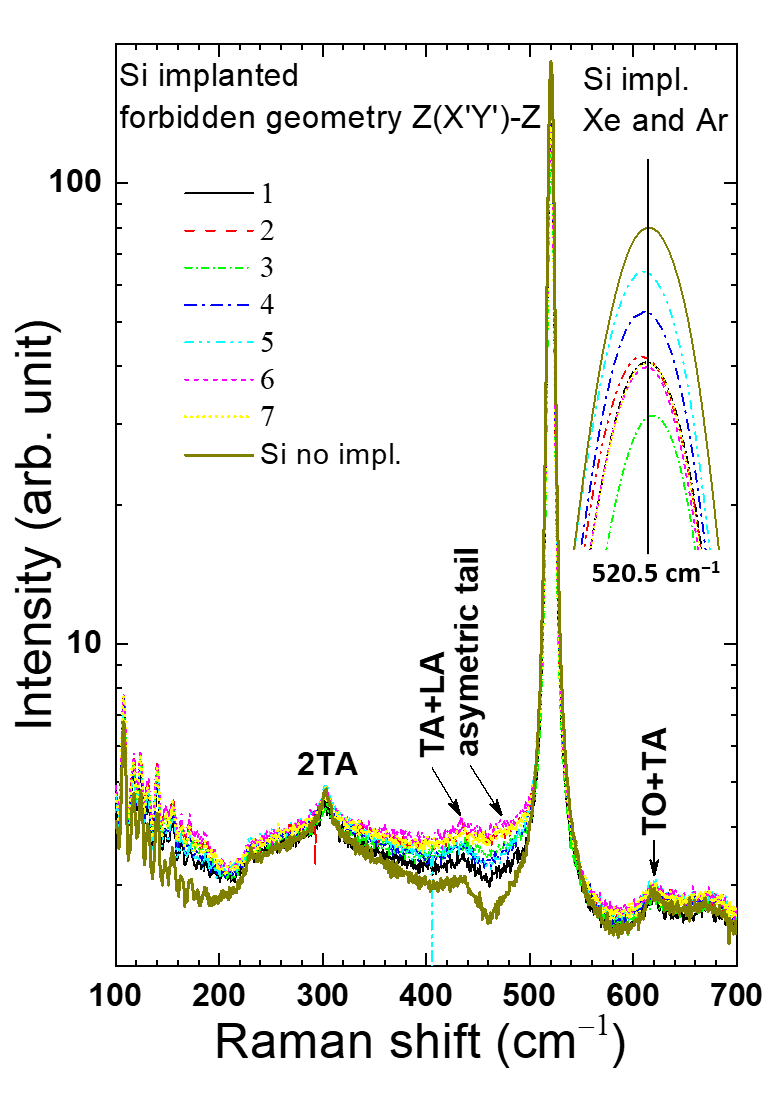 Si implanted
forbidden geometry Z(X'Y')-Z
Si impl.
Xe and Ar
1
2
3
4
5
6
7
Si no impl.
520.5 cm⁻¹
100
10
Intensity (arb. unit)
2TA
TA+LA
asymetric tail
TO+TA
100 200 300 400 500 600 700
Raman shift (cm⁻¹)